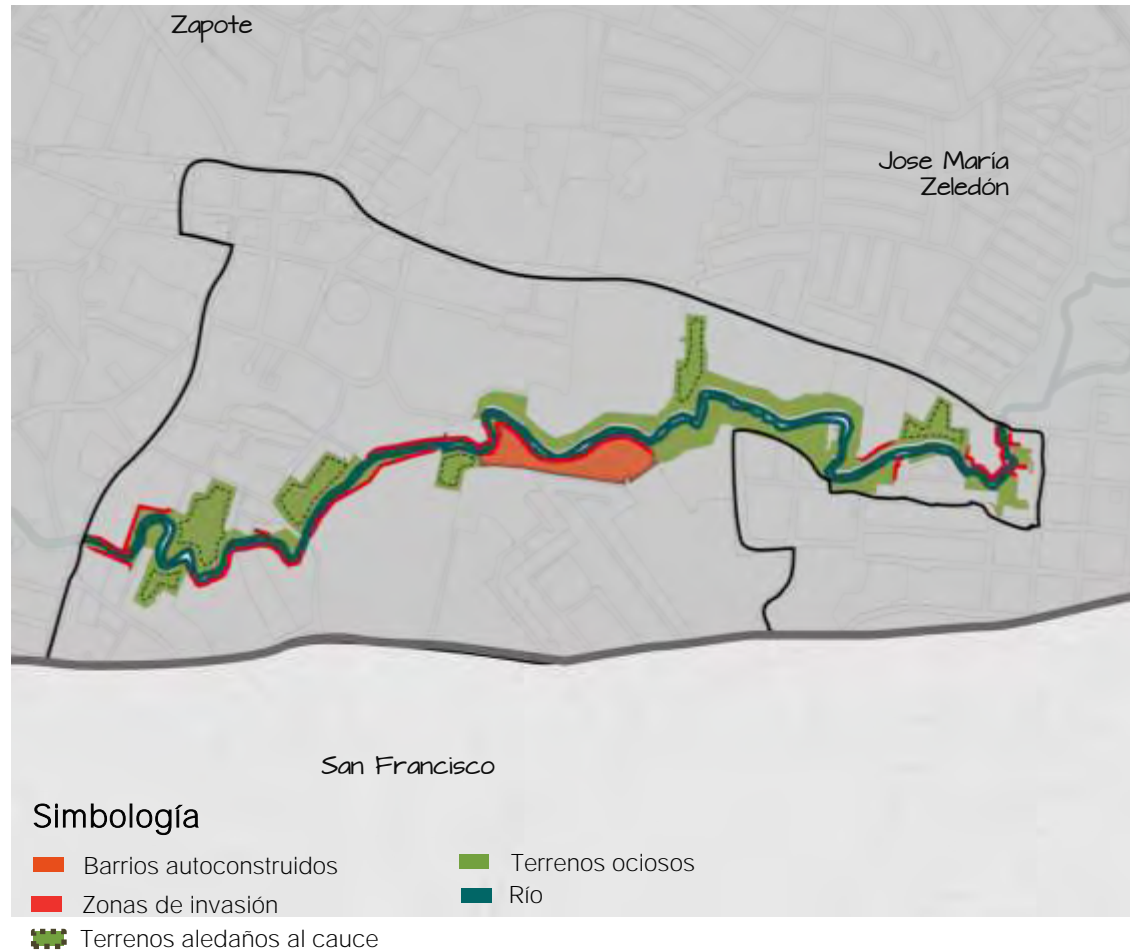 Zapote
Jose María
Zeledón
San Francisco
Simbología
Barrios autoconstruidos
Zonas de invasión
Terrenos aledaños al cauce
Terrenos ociosos
Río